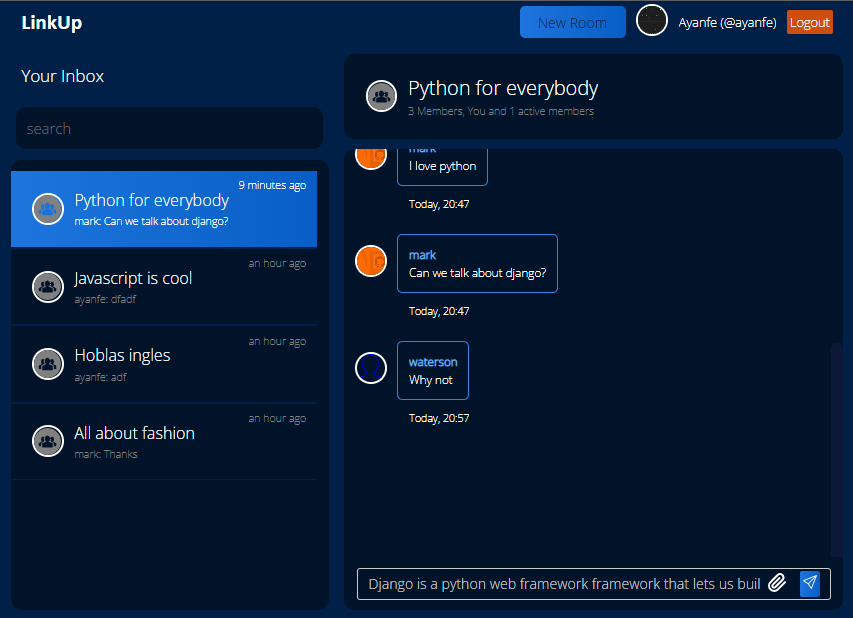 LinkUp
New Room
Ayanfe (@ayanfe)
Logout
Your Inbox
search
9 minutes ago
Python for everybody
mark: Can we talk about django?
an hour ago
Javascript is cool
ayanfe: dfadf
an hour ago
Hoblas ingles
ayanfe: adf
an hour ago
All about fashion
mark: Thanks
Python for everybody
3 Members, You and 1 active members
mark
I love python
Today, 20:47
mark
Can we talk about django?
Today, 20:47
waterson
Why not
Today, 20:57
Django is a python web framework framework that lets us buil